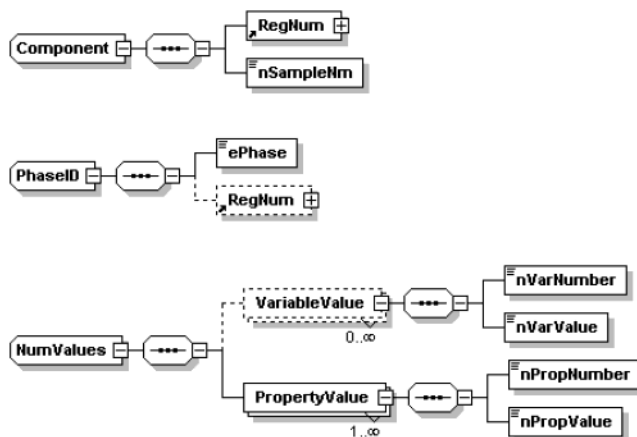 RegNum
Component
nSampleNm
ePhase
PhaseID
RegNum
nVarNumber
VariableValue
0..∞
nVarValue
NumValues
nPropNumber
PropertyValue
1..∞
nPropValue